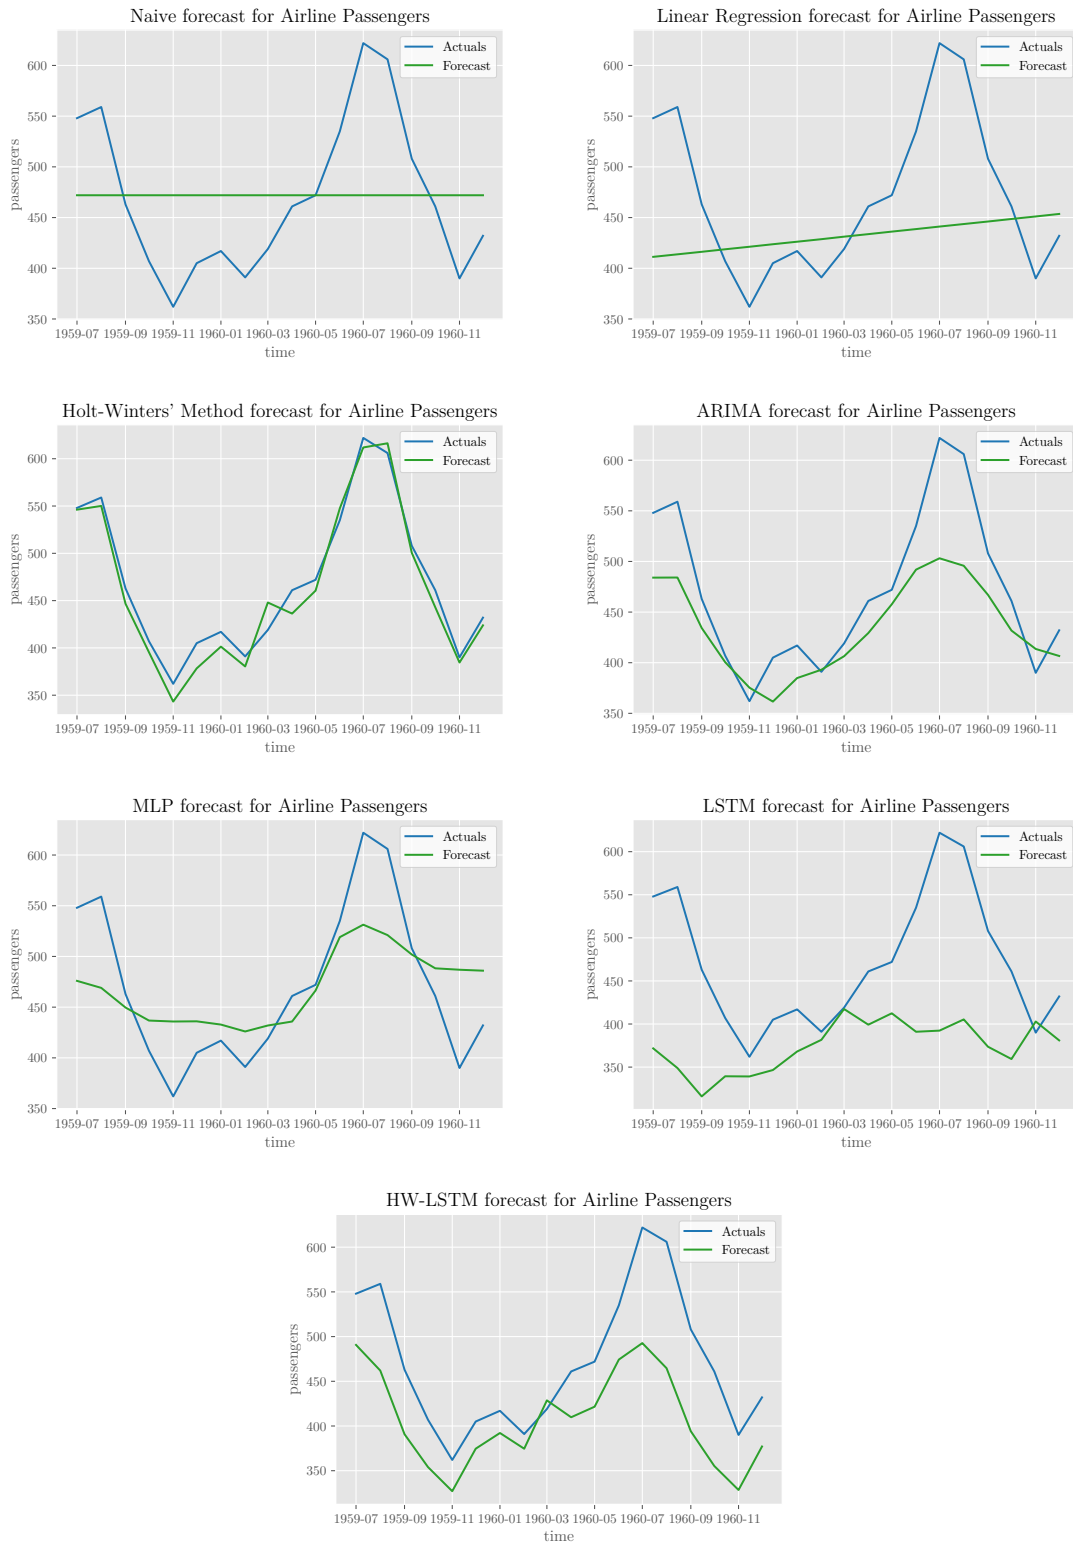 Naive forecast for Airline Passengers
Actuals
Forecast
passengers
600
550
500
450
400
350
1959-07 1959-09 1959-11 1960-01 1960-03 1960-05 1960-07 1960-09 1960-11
time
Linear Regression forecast for Airline Passengers
Actuals
Forecast
passengers
600
550
500
450
400
350
1959-07 1959-09 1959-11 1960-01 1960-03 1960-05 1960-07 1960-09 1960-11
time
Holt-Winters’ Method forecast for Airline Passengers
Actuals
Forecast
passengers
600
550
500
450
400
350
1959-07 1959-09 1959-11 1960-01 1960-03 1960-05 1960-07 1960-09 1960-11
time
ARIMA forecast for Airline Passengers
Actuals
Forecast
passengers
600
550
500
450
400
350
1959-07 1959-09 1959-11 1960-01 1960-03 1960-05 1960-07 1960-09 1960-11
time
MLP forecast for Airline Passengers
Actuals
Forecast
passengers
600
550
500
450
400
350
1959-07 1959-09 1959-11 1960-01 1960-03 1960-05 1960-07 1960-09 1960-11
time
LSTM forecast for Airline Passengers
Actuals
Forecast
passengers
600
550
500
450
400
350
1959-07 1959-09 1959-11 1960-01 1960-03 1960-05 1960-07 1960-09 1960-11
time
HW-LSTM forecast for Airline Passengers
Actuals
Forecast
passengers
600
550
500
450
400
350
1959-07 1959-09 1959-11 1960-01 1960-03 1960-05 1960-07 1960-09 1960-11
time